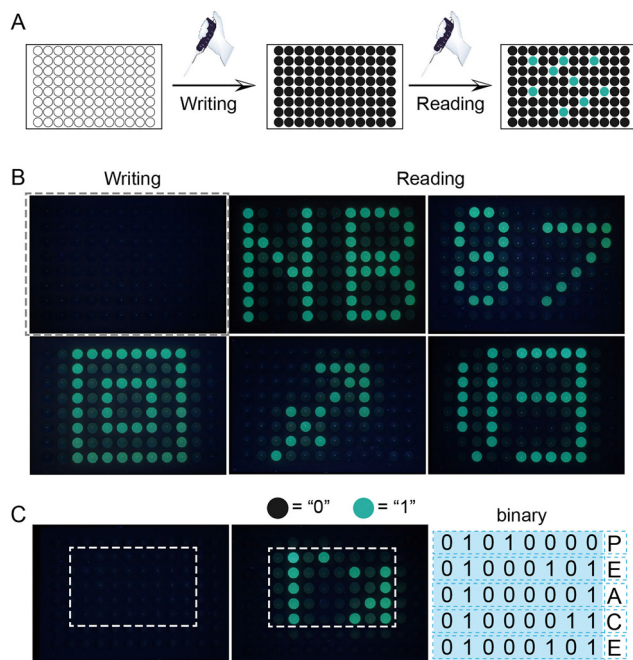 A
Writing
Reading
B
Writing
Reading
= "0"
= "1"
C
binary
0 1 0 1 0 0 0 0 P
0 1 0 0 0 1 0 1 E
0 1 0 0 0 0 0 1 A
0 1 0 0 0 0 1 1 C
0 1 0 0 0 1 0 1 E